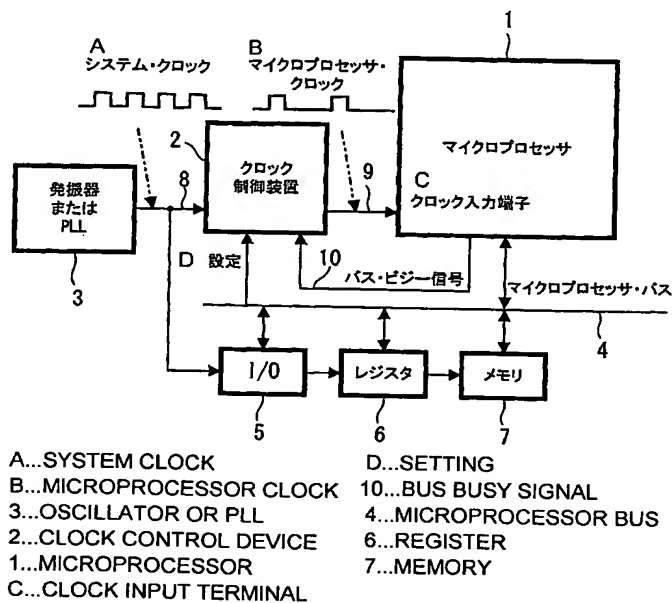 1
A
システム・クロック
B
マイクロプロセッサ・
クロック
2
クロック
制御装置
マイクロプロセッサ
C
クロック入力端子
発振器
または
PLL
8
9
3
D 設定
10
バス・ビジー信号
マイクロプロセッサ・バス
4
I/O
レジスタ
メモリ
5
6
7
A...SYSTEM CLOCK
B...MICROPROCESSOR CLOCK
3...OSCILLATOR OR PLL
2...CLOCK CONTROL DEVICE
1...MICROPROCESSOR
C...CLOCK INPUT TERMINAL
D...SETTING
10...BUS BUSY SIGNAL
4...MICROPROCESSOR BUS
6...REGISTER
7...MEMORY